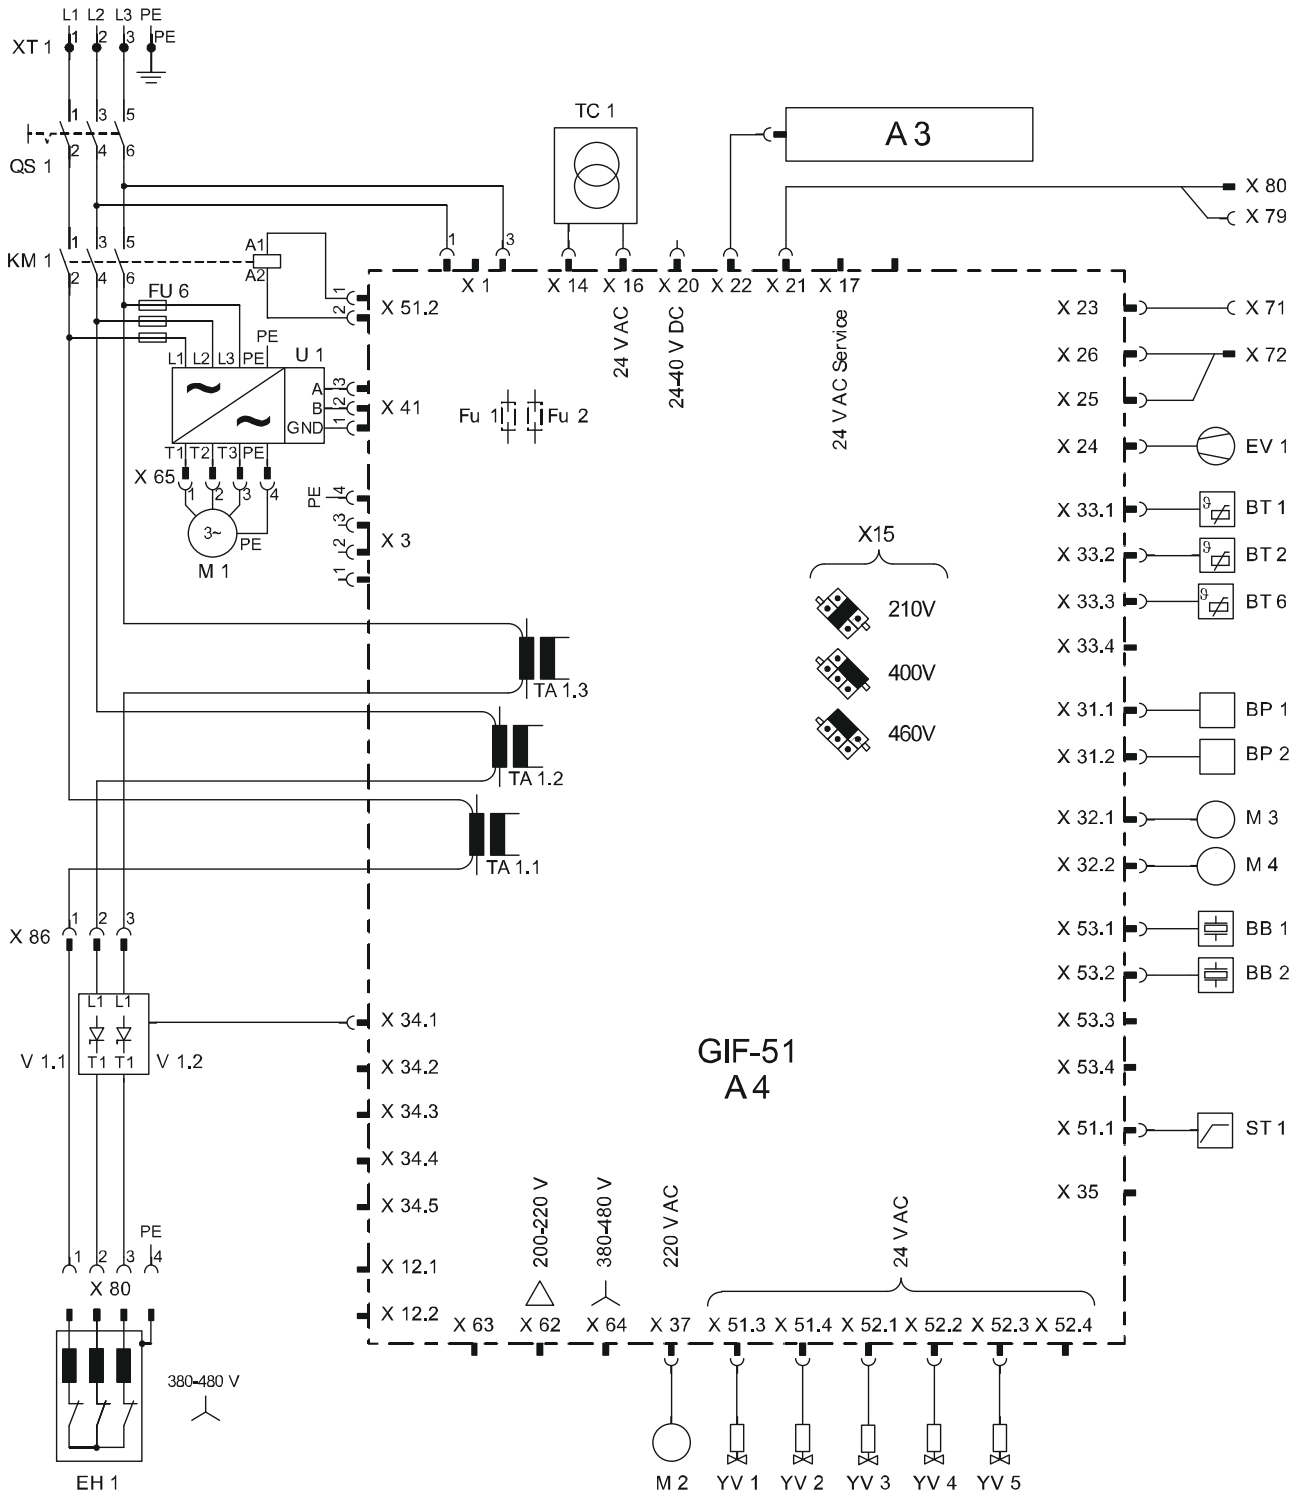 L1 L2 L3 PE
XT 1 1 2 3 PE
1 3 5
QS 1 2 4 6
TC 1
A 3
X 80
X 79
1 3 5
KM 1 2 4 6
A1
A2
1 3
X 1 X 14 X 16 X 20 X 22 X 21 X 17
24 V AC
24-40 V DC
24 V AC Service
1
2
X 51.2
FU 6
PE
L1 L2 L3 PE
U 1
A 3
B 2
GND 1
X 41
T1 T2 T3 PE
X 65
1 2 3 4
3~
PE
M 1
PE 4
3
2
1
X 3
Fu 1 Fu 2
X15
210V
400V
460V
X 23 X 71
X 26 X 72
X 25
X 24 EV 1
X 33.1 ϑ BT 1
X 33.2 ϑ BT 2
X 33.3 ϑ BT 6
X 33.4
X 31.1 BP 1
X 31.2 BP 2
X 32.1 M 3
X 32.2 M 4
X 53.1 BB 1
X 53.2 BB 2
X 53.3
X 53.4
X 51.1 ST 1
X 35
TA 1.3
TA 1.2
TA 1.1
X 86 1 2 3
L1 L1
V 1.1 T1 T1 V 1.2
X 34.1
X 34.2
X 34.3
X 34.4
X 34.5
X 12.1
X 12.2
GIF-51
A 4
200-220 V
380-480 V
220 V AC
24 V AC
X 63 X 62 X 64 X 37 X 51.3 X 51.4 X 52.1 X 52.2 X 52.3 X 52.4
PE
1 2 3 4
X 80
380-480 V
EH 1
M 2 YV 1 YV 2 YV 3 YV 4 YV 5